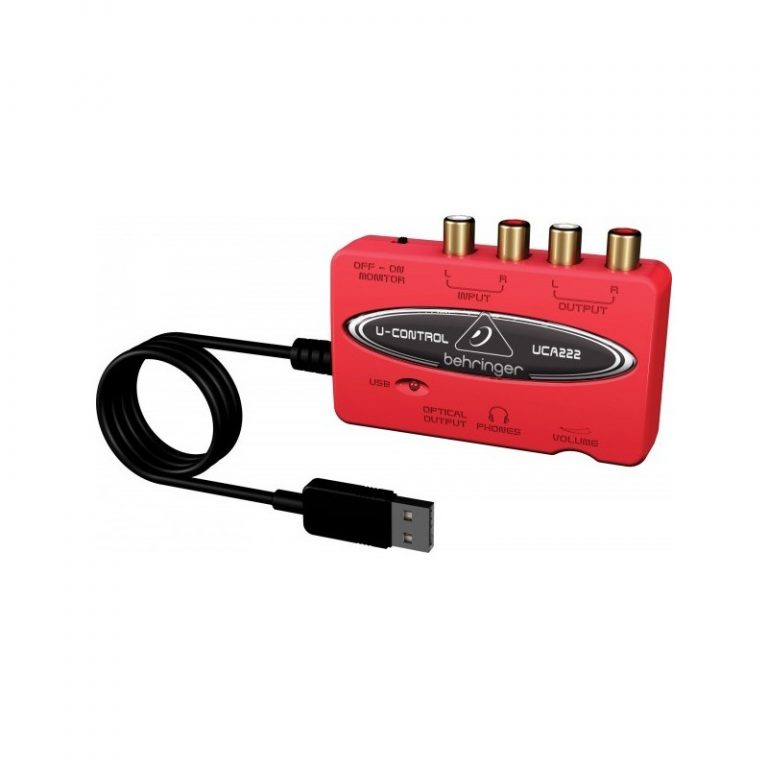 OFF - ON
MONITOR
L R
INPUT
L R
OUTPUT
U-CONTROL
UCA222
behringer
USB
OPTICAL
OUTPUT
PHONES
VOLUME